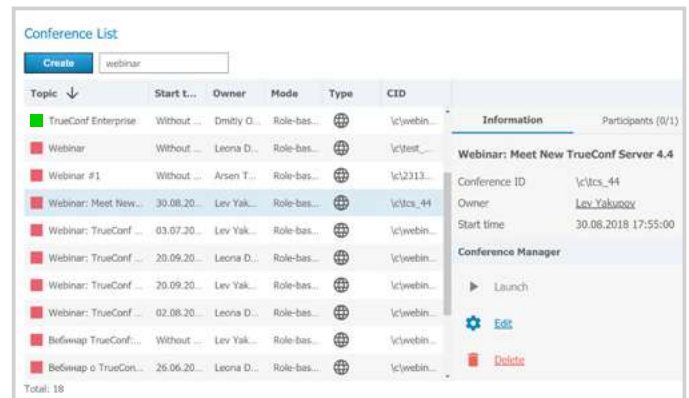 Conference List
Create webinar
Topic Start t... Owner Mode Type CID
TrueConf Enterprise Without ... Dmitiy O... Role-bas... \c\webin...
Webinar Without ... Leona D... Role-bas... \c\test_...
Webinar #1 Without ... Arsen T... Role-bas... \c\2313...
Webinar: Meet New... 30.08.20... Lev Yak... Role-bas... \c\tcs_44
Webinar: TrueConf ... 03.07.20... Lev Yak... Role-bas... \c\webin...
Webinar: TrueConf ... 20.09.20... Leona D... Role-bas... \c\webin...
Webinar: TrueConf ... 20.09.20... Lev Yak... Role-bas... \c\webin...
Webinar: TrueConf ... 02.08.20... Leona D... Role-bas... \c\webin...
Вебинар TrueConf:... Without ... Lev Yak... Role-bas... \c\webin...
Вебинар о TrueCon... 26.06.20... Leona D... Role-bas... \c\webin...
Total: 18
Information Participants (0/1)
Webinar: Meet New TrueConf Server 4.4
Conference ID \c\tcs_44
Owner Lev Yakupov
Start time 30.08.2018 17:55:00
Conference Manager
Launch
Edit
Delete